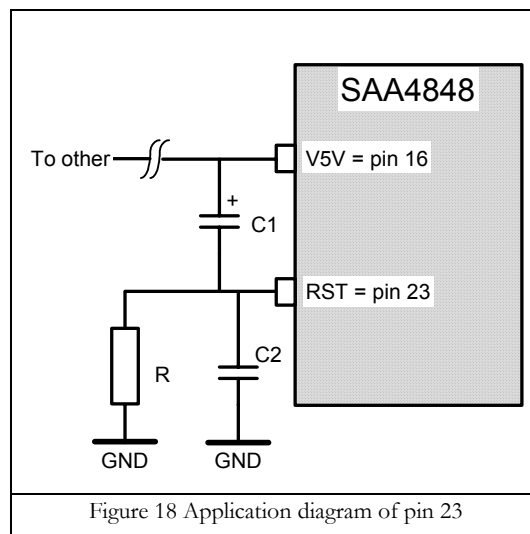 SAA4848
To other
V5V = pin 16
+
C1
RST = pin 23
C2
R
GND
GND
Figure 18 Application diagram of pin 23